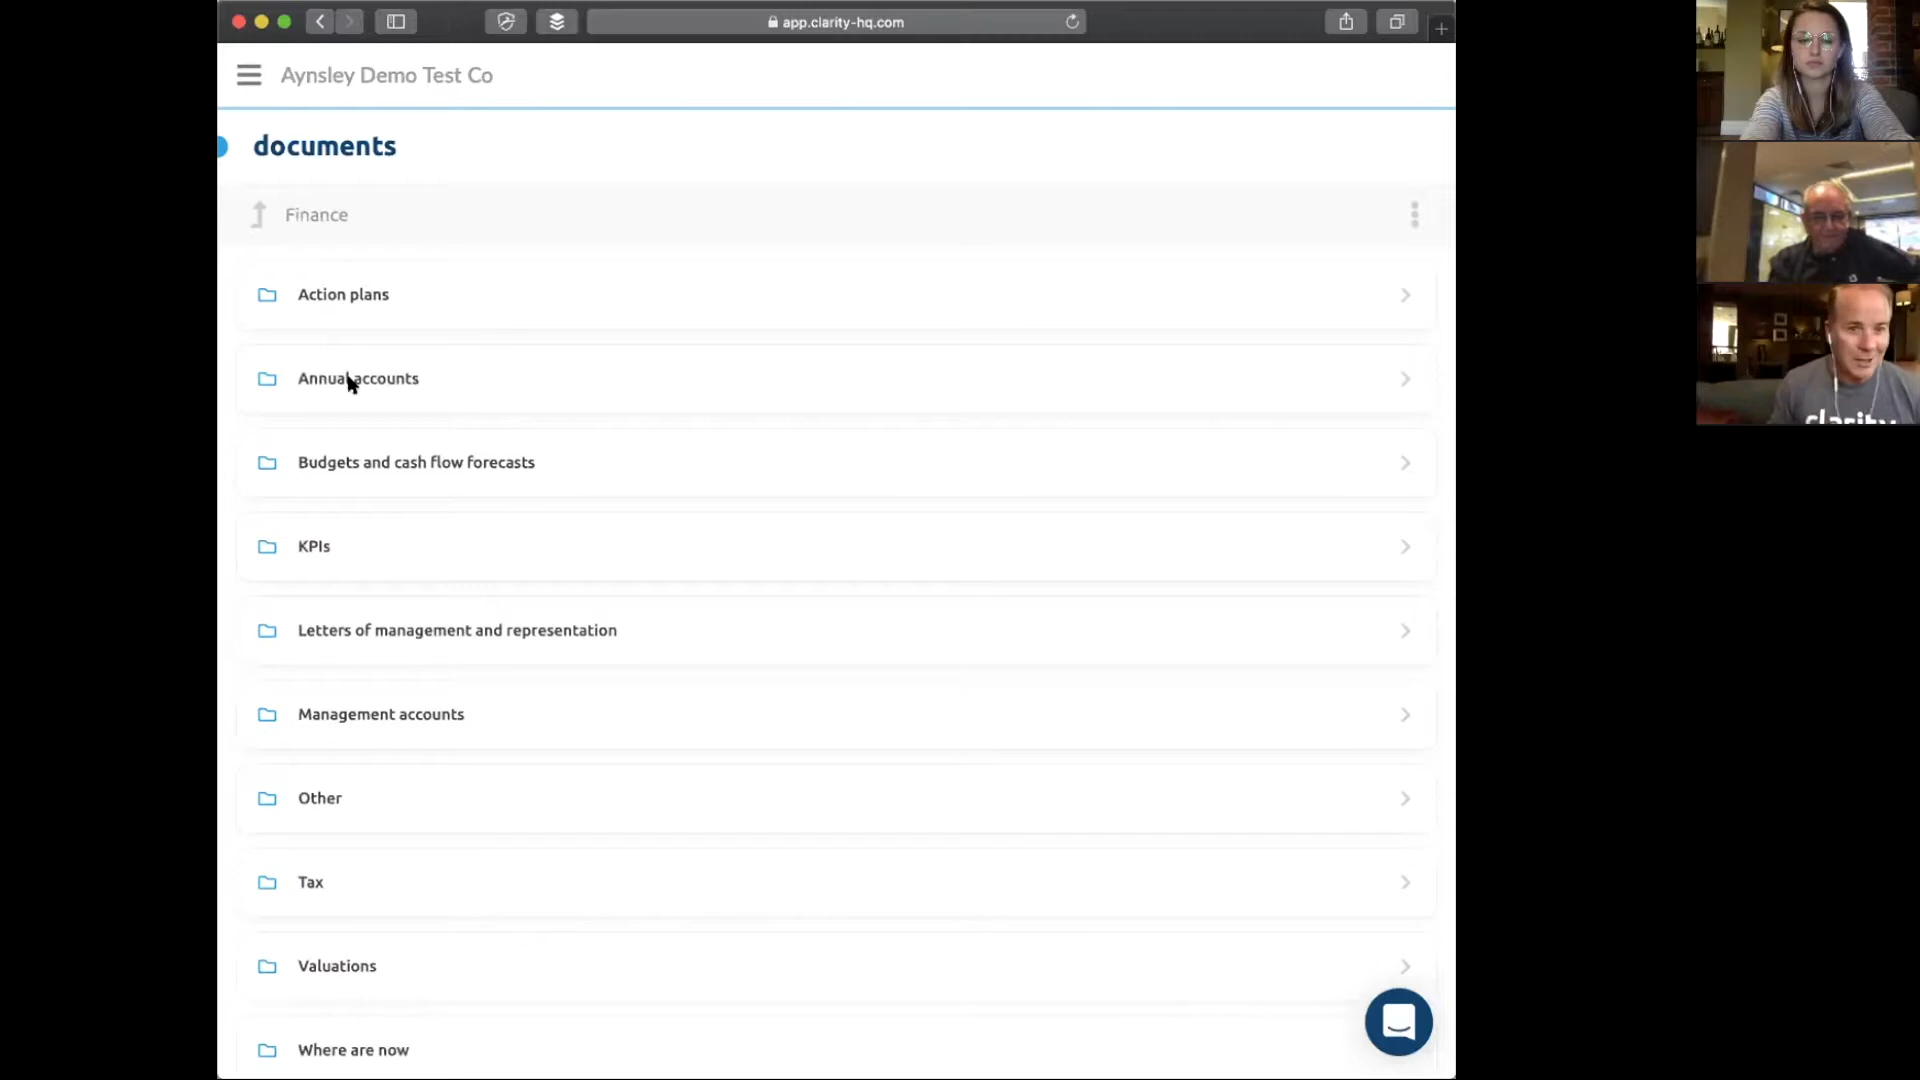 app.clarity-hq.com
Aynsley Demo Test Co
documents
Finance
Action plans
Annual accounts
Budgets and cash flow forecasts
KPIs
Letters of management and representation
Management accounts
Other
Tax
Valuations
Where are now
clarity